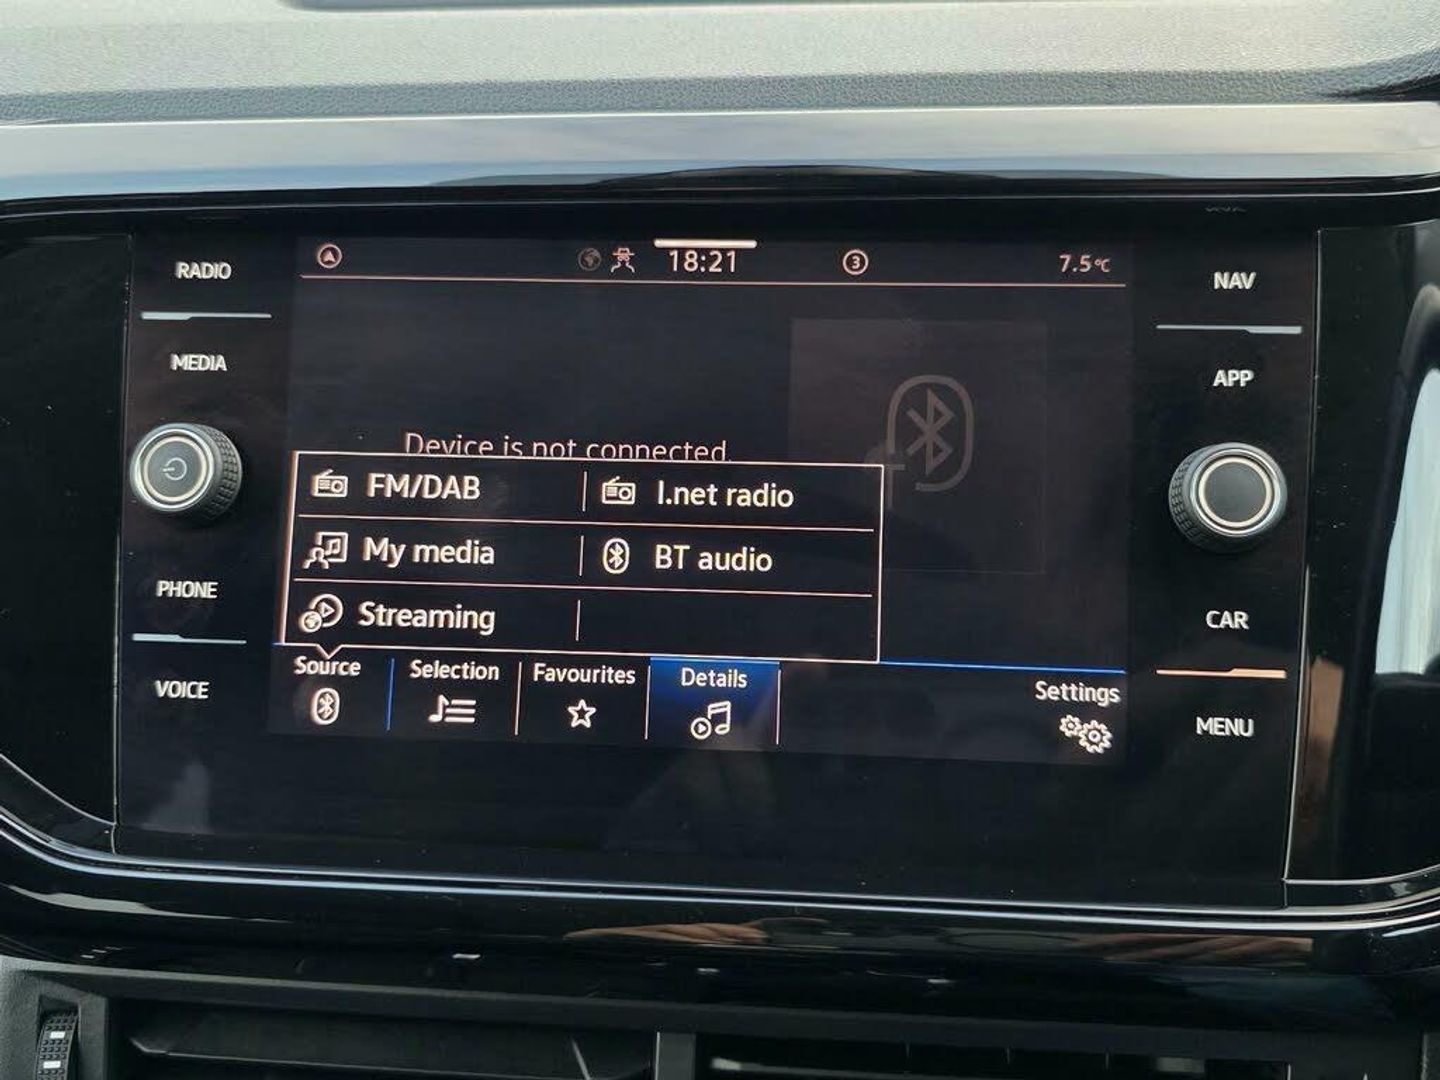 RADIO
MEDIA
PHONE
VOICE
18:21
3
7.5°C
Device is not connected.
FM/DAB
I.net radio
My media
BT audio
Streaming
Source
Selection
Favourites
Details
Settings
NAV
APP
CAR
MENU